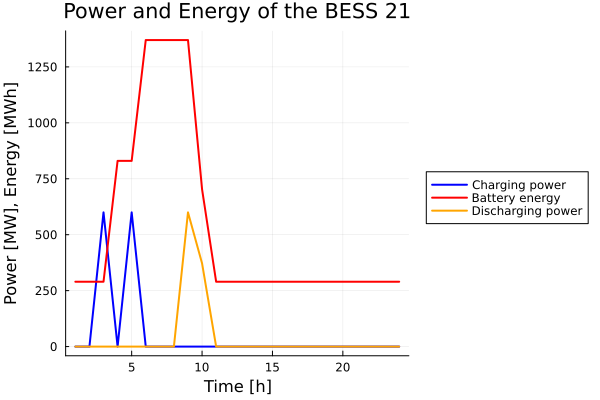 Power and Energy of the BESS 21
Power [MW], Energy [MWh]
1250
1000
750
500
250
0
5
10
15
20
Time [h]
Charging power
Battery energy
Discharging power